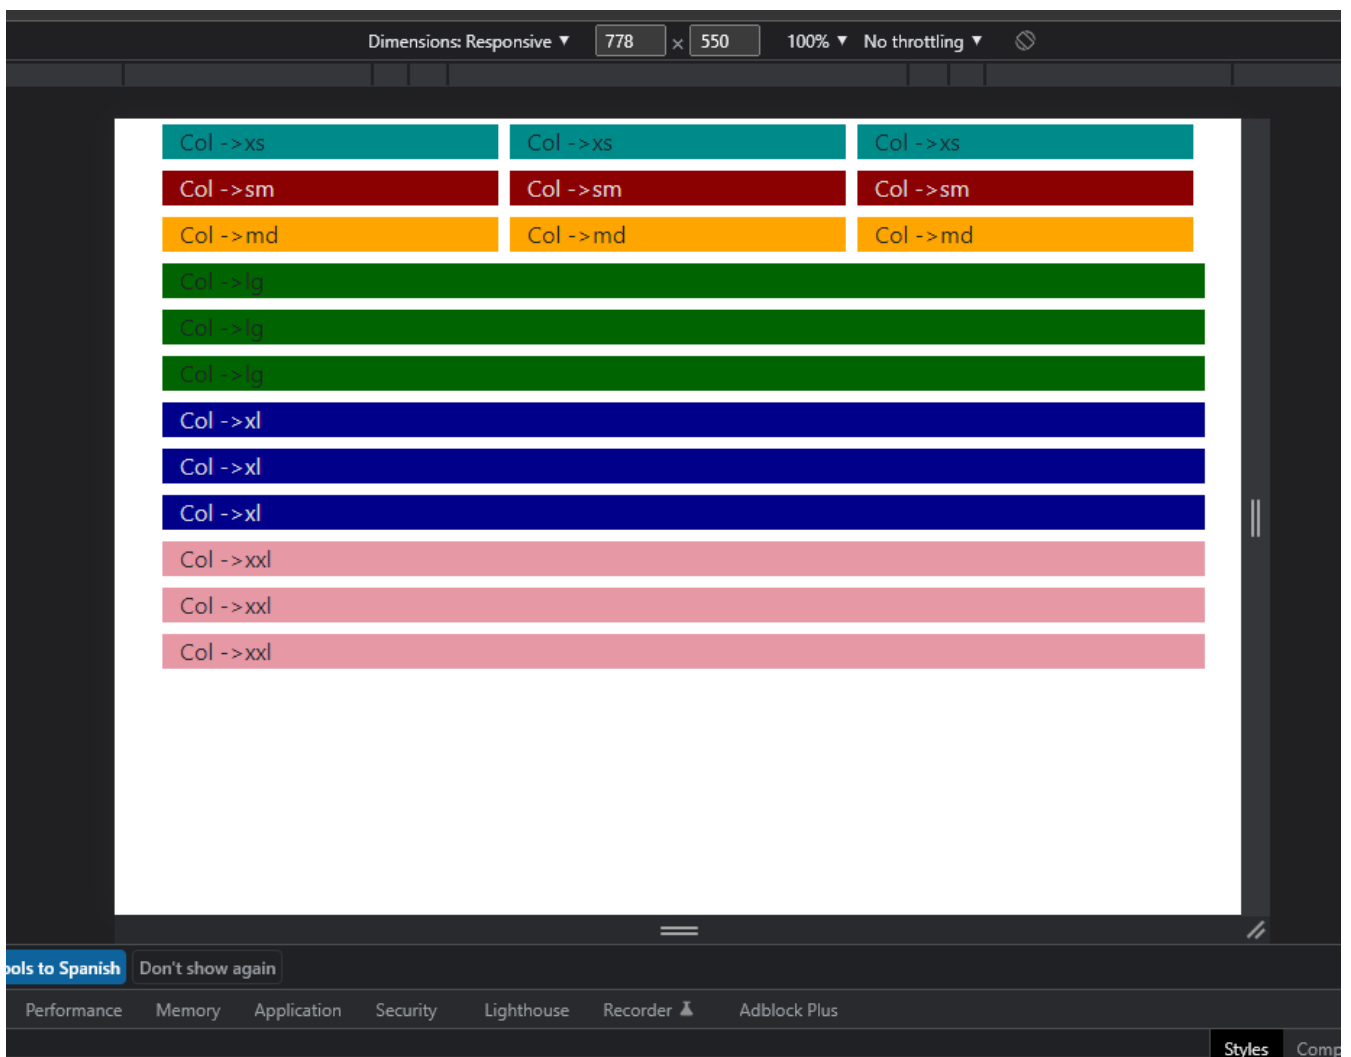 Dimensions: Responsive ▼ 778 × 550 100% ▼ No throttling ▼
Col ->xs Col ->xs Col ->xs
Col ->sm Col ->sm Col ->sm
Col ->md Col ->md Col ->md
Col ->lg
Col ->lg
Col ->lg
Col ->xl
Col ->xl
Col ->xl
Col ->xxl
Col ->xxl
Col ->xxl
to Spanish Don't show again
Performance Memory Application Security Lighthouse Recorder Adblock Plus
Styles